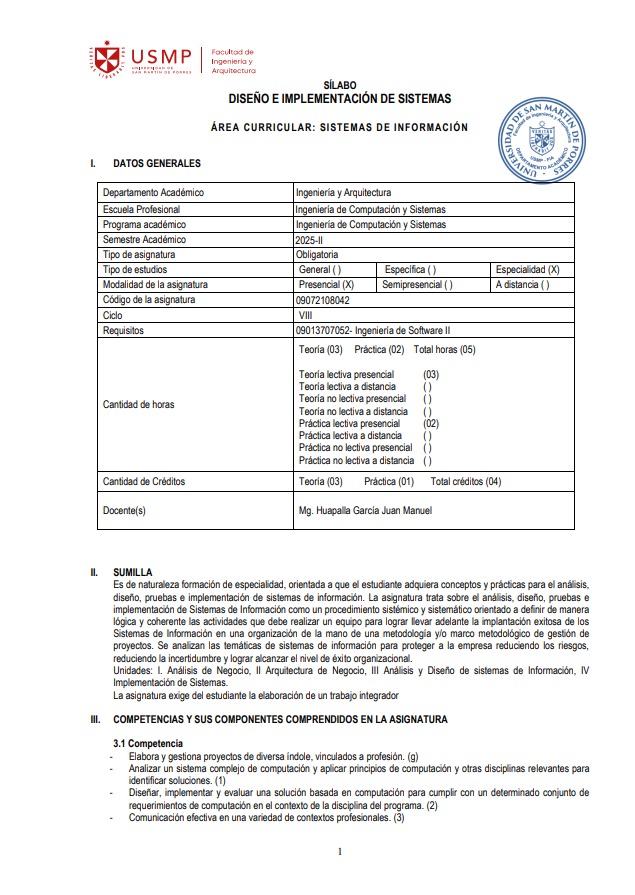 USMP
UNIVERSIDAD DE
SAN MARTIN DE PORRES
Facultad de
Ingeniería y
Arquitectura
SÍLABO
DISEÑO E IMPLEMENTACIÓN DE SISTEMAS
ÁREA CURRICULAR: SISTEMAS DE INFORMACIÓN
UNIVERSIDAD DE SAN MARTÍN DE PORRES
Facultad de Ingeniería y Arquitectura
VERITAS
USMP - FIA
DEPARTAMENTO ACADÉMICO
I. DATOS GENERALES
Departamento Académico Ingeniería y Arquitectura
Escuela Profesional Ingeniería de Computación y Sistemas
Programa académico Ingeniería de Computación y Sistemas
Semestre Académico 2025-II
Tipo de asignatura Obligatoria
Tipo de estudios General ( ) Específica ( ) Especialidad (X)
Modalidad de la asignatura Presencial (X) Semipresencial ( ) A distancia ( )
Código de la asignatura 09072108042
Ciclo VIII
Requisitos 09013707052- Ingeniería de Software II
Cantidad de horas
Teoría (03) Práctica (02) Total horas (05)
Teoría lectiva presencial (03)
Teoría lectiva a distancia ( )
Teoría no lectiva presencial ( )
Teoría no lectiva a distancia ( )
Práctica lectiva presencial (02)
Práctica lectiva a distancia ( )
Práctica no lectiva presencial ( )
Práctica no lectiva a distancia ( )
Cantidad de Créditos Teoría (03) Práctica (01) Total créditos (04)
Docente(s) Mg. Huapalla García Juan Manuel
II. SUMILLA
Es de naturaleza formación de especialidad, orientada a que el estudiante adquiera conceptos y prácticas para el análisis,
diseño, pruebas e implementación de sistemas de información. La asignatura trata sobre el análisis, diseño, pruebas e
implementación de Sistemas de Información como un procedimiento sistémico y sistemático orientado a definir de manera
lógica y coherente las actividades que debe realizar un equipo para lograr llevar adelante la implantación exitosa de los
Sistemas de Información en una organización de la mano de una metodología y/o marco metodológico de gestión de
proyectos. Se analizan las temáticas de sistemas de información para proteger a la empresa reduciendo los riesgos,
reduciendo la incertidumbre y lograr alcanzar el nivel de éxito organizacional.
Unidades: I. Análisis de Negocio, II Arquitectura de Negocio, III Análisis y Diseño de sistemas de Información, IV
Implementación de Sistemas.
La asignatura exige del estudiante la elaboración de un trabajo integrador
III. COMPETENCIAS Y SUS COMPONENTES COMPRENDIDOS EN LA ASIGNATURA
3.1 Competencia
- Elabora y gestiona proyectos de diversa índole, vinculados a profesión. (g)
- Analizar un sistema complejo de computación y aplicar principios de computación y otras disciplinas relevantes para
identificar soluciones. (1)
- Diseñar, implementar y evaluar una solución basada en computación para cumplir con un determinado conjunto de
requerimientos de computación en el contexto de la disciplina del programa. (2)
- Comunicación efectiva en una variedad de contextos profesionales. (3)
1